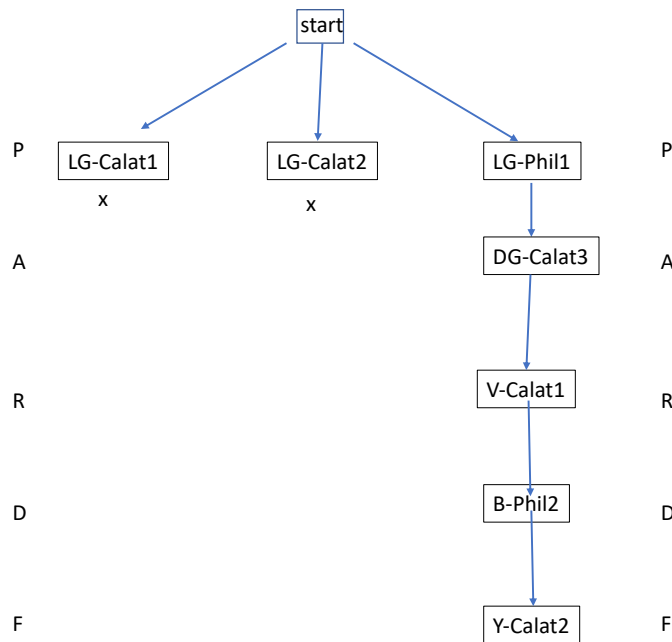 start
P LG-Calat1 LG-Calat2 LG-Phil1 P
x x
A DG-Calat3 A
R V-Calat1 R
D B-Phil2 D
F Y-Calat2 F